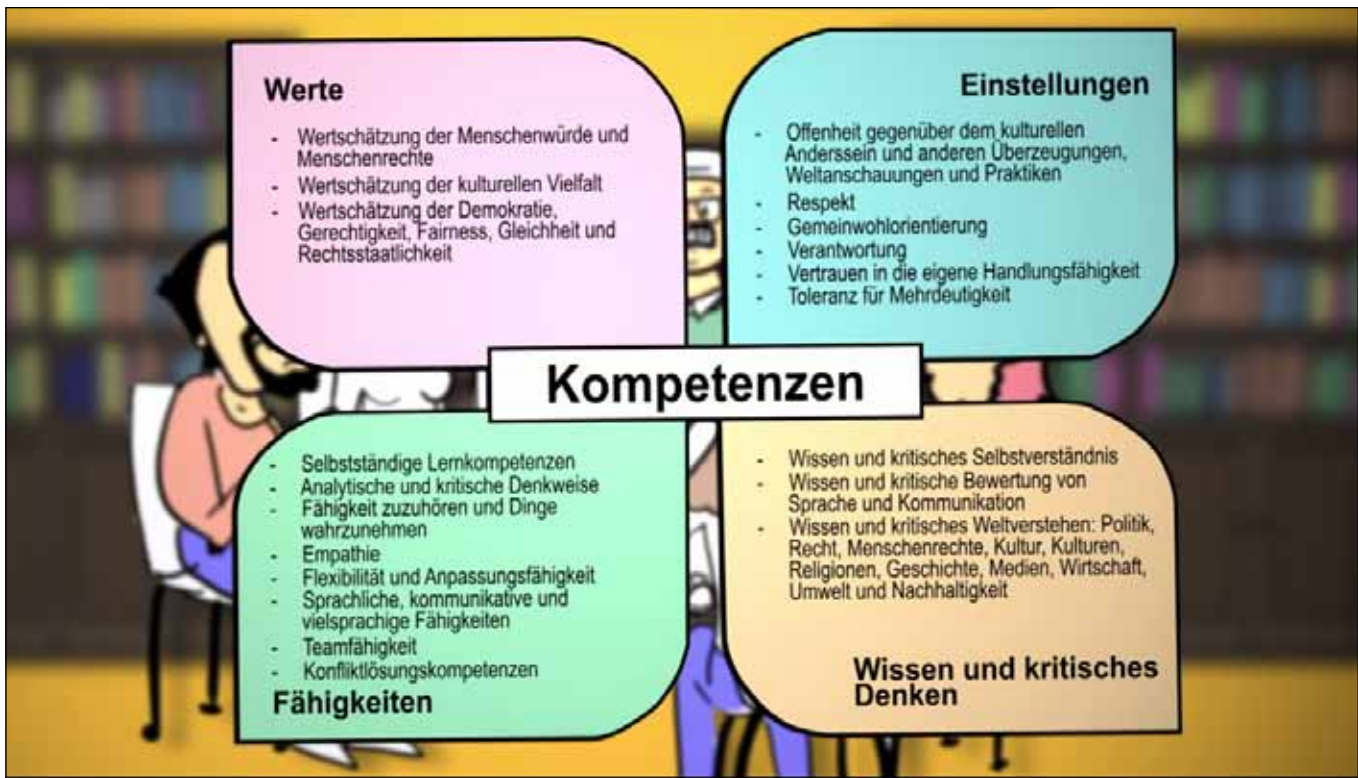 Werte
- Wertschätzung der Menschenwürde und
Menschenrechte
- Wertschätzung der kulturellen Vielfalt
- Wertschätzung der Demokratie,
Gerechtigkeit, Fairness, Gleichheit und
Rechtsstaatlichkeit
Einstellungen
- Offenheit gegenüber dem kulturellen
Anderssein und anderen Überzeugungen,
Weltanschauungen und Praktiken
- Respekt
- Gemeinwohlorientierung
- Verantwortung
- Vertrauen in die eigene Handlungsfähigkeit
- Toleranz für Mehrdeutigkeit
Kompetenzen
- Selbstständige Lernkompetenzen
- Analytische und kritische Denkweise
- Fähigkeit zuzuhören und Dinge
wahrzunehmen
- Empathie
- Flexibilität und Anpassungsfähigkeit
- Sprachliche, kommunikative und
vielsprachige Fähigkeiten
- Teamfähigkeit
- Konfliktlösungskompetenzen
Fähigkeiten
- Wissen und kritisches Selbstverständnis
- Wissen und kritische Bewertung von
Sprache und Kommunikation
- Wissen und kritisches Weltverstehen: Politik,
Recht, Menschenrechte, Kultur, Kulturen,
Religionen, Geschichte, Medien, Wirtschaft,
Umwelt und Nachhaltigkeit
Wissen und kritisches
Denken